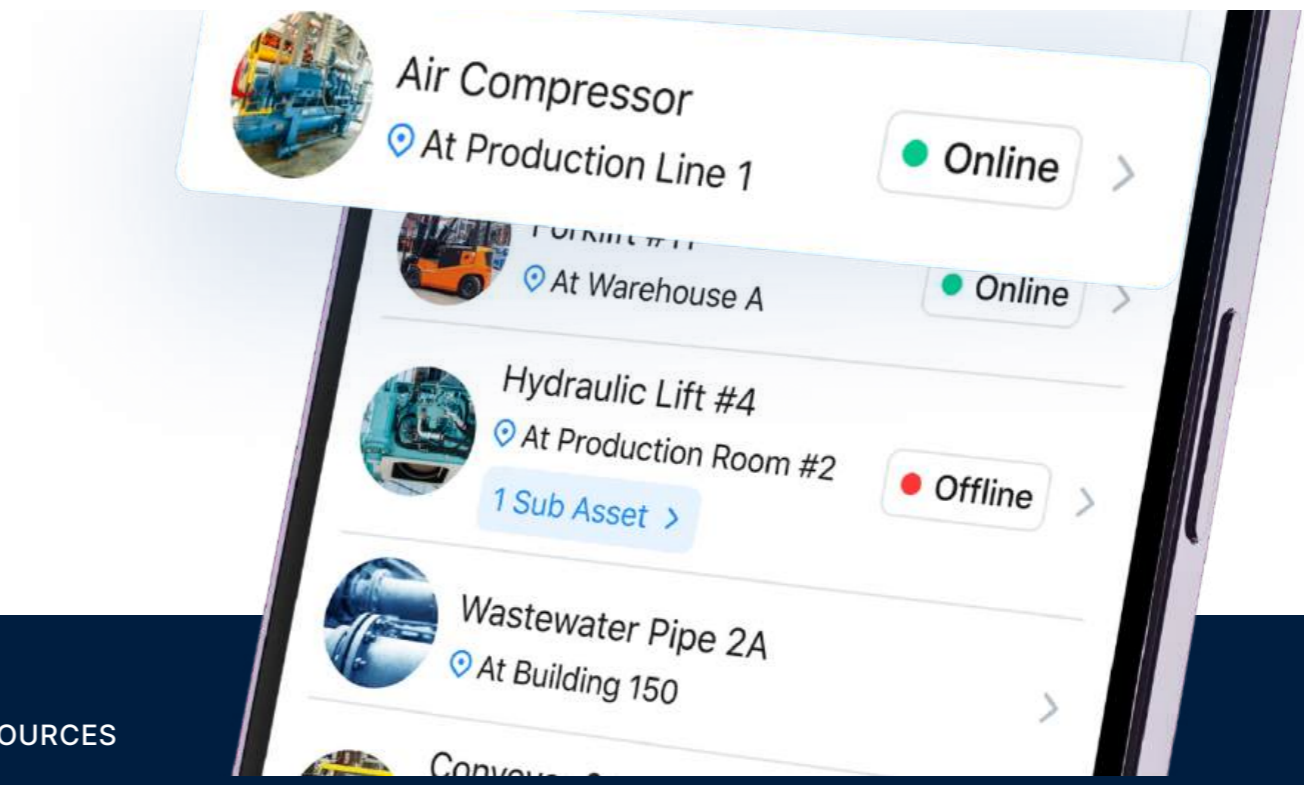 Air Compressor
At Production Line 1
Online
At Warehouse A
Online
Hydraulic Lift #4
At Production Room #2
1 Sub Asset >
Offline
Wastewater Pipe 2A
At Building 150
OURCES